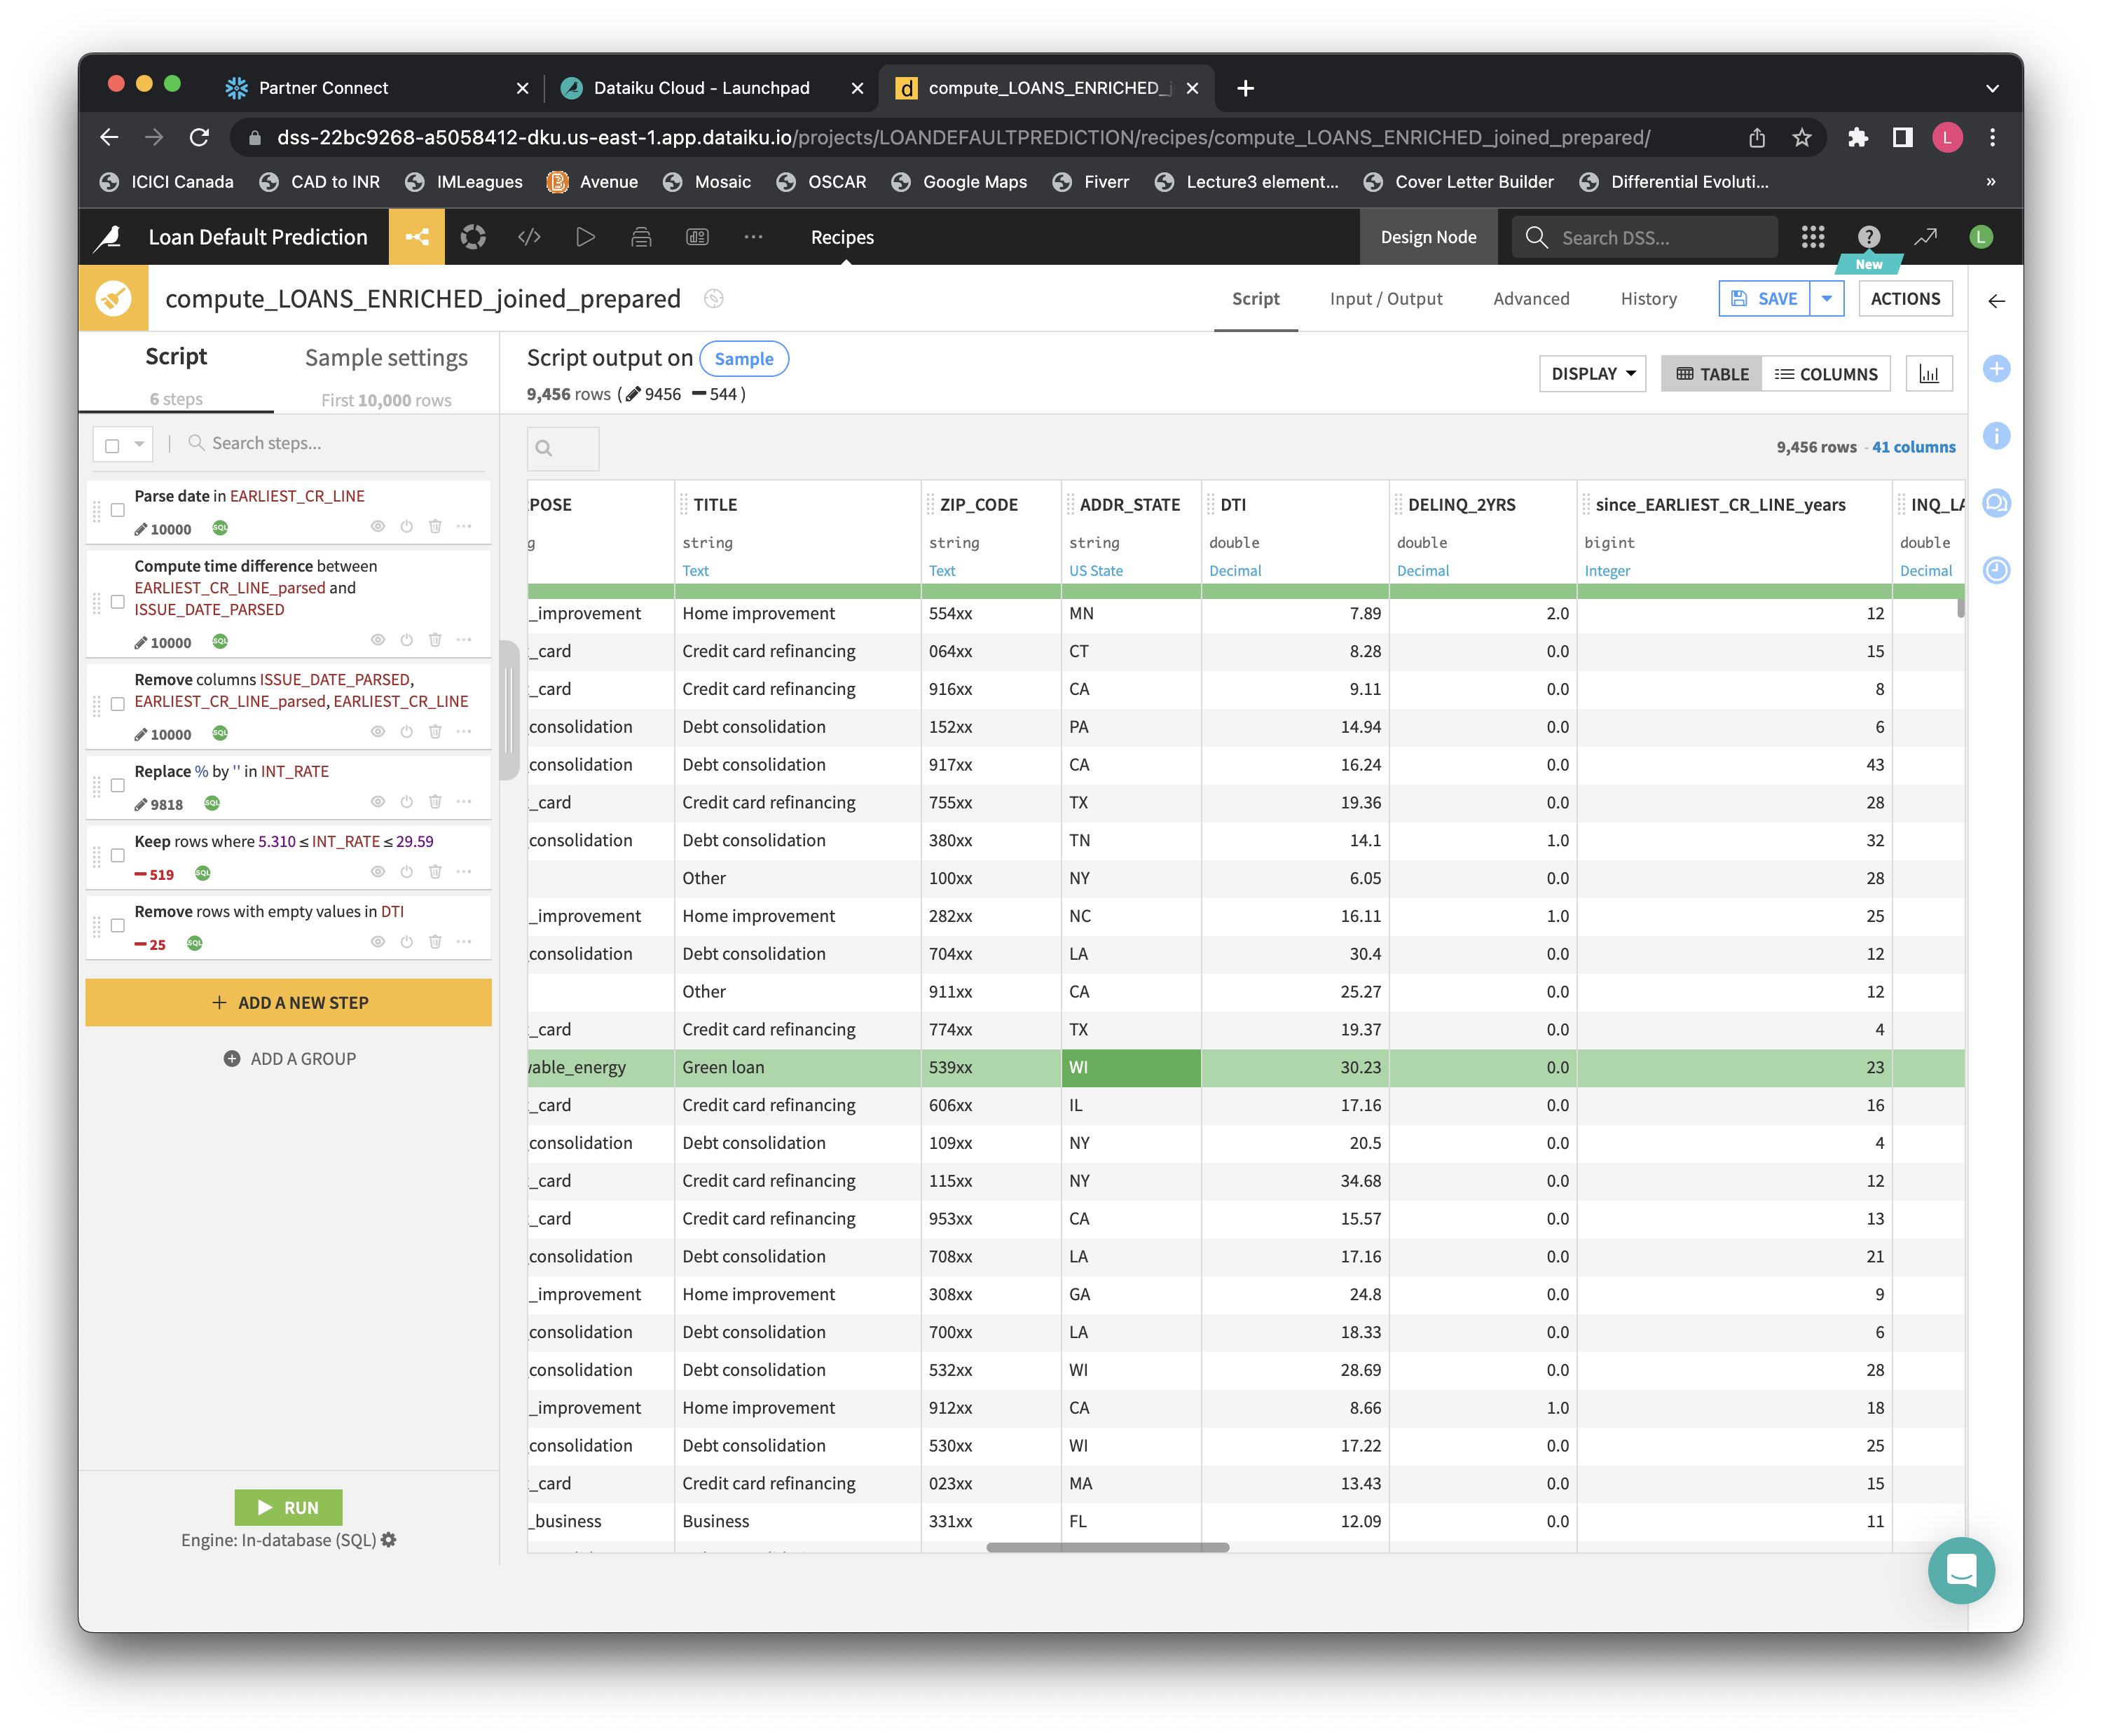 Partner Connect
Dataiku Cloud - Launchpad
compute_LOANS_ENRICHED_j
dss-22bc9268-a5058412-dku.us-east-1.app.dataiku.io/projects/LOANDEFAULTPREDICTION/recipes/compute_LOANS_ENRICHED_joined_prepared/
L
ICICI Canada CAD to INR IMLeagues Avenue Mosaic OSCAR Google Maps Fiverr Lecture3 element... Cover Letter Builder Differential Evoluti... »
Loan Default Prediction Recipes Design Node Search DSS... L
New
compute_LOANS_ENRICHED_joined_prepared Script Input / Output Advanced History SAVE ACTIONS
Script Sample settings
6 steps First 10,000 rows
Script output on Sample
9,456 rows ( 9456 544 )
DISPLAY TABLE COLUMNS
Search steps...
9,456 rows - 41 columns
Parse date in EARLIEST_CR_LINE
10000 SQL
Compute time difference between
EARLIEST_CR_LINE_parsed and
ISSUE_DATE_PARSED
10000 SQL
Remove columns ISSUE_DATE_PARSED,
EARLIEST_CR_LINE_parsed, EARLIEST_CR_LINE
10000 SQL
Replace % by '' in INT_RATE
9818 SQL
Keep rows where 5.310 ≤ INT_RATE ≤ 29.59
519 SQL
Remove rows with empty values in DTI
25 SQL
+ ADD A NEW STEP
ADD A GROUP
RUN
Engine: In-database (SQL)
RPOSE TITLE ZIP_CODE ADDR_STATE DTI DELINQ_2YRS since_EARLIEST_CR_LINE_years INQ_LA
g string string string double double bigint double
Text Text US State Decimal Decimal Integer Decimal
_improvement Home improvement 554xx MN 7.89 2.0 12
_card Credit card refinancing 064xx CT 8.28 0.0 15
_card Credit card refinancing 916xx CA 9.11 0.0 8
consolidation Debt consolidation 152xx PA 14.94 0.0 6
consolidation Debt consolidation 917xx CA 16.24 0.0 43
_card Credit card refinancing 755xx TX 19.36 0.0 28
consolidation Debt consolidation 380xx TN 14.1 1.0 32
Other 100xx NY 6.05 0.0 28
_improvement Home improvement 282xx NC 16.11 1.0 25
consolidation Debt consolidation 704xx LA 30.4 0.0 12
Other 911xx CA 25.27 0.0 12
_card Credit card refinancing 774xx TX 19.37 0.0 4
wable_energy Green loan 539xx WI 30.23 0.0 23
_card Credit card refinancing 606xx IL 17.16 0.0 16
consolidation Debt consolidation 109xx NY 20.5 0.0 4
_card Credit card refinancing 115xx NY 34.68 0.0 12
_card Credit card refinancing 953xx CA 15.57 0.0 13
consolidation Debt consolidation 708xx LA 17.16 0.0 21
_improvement Home improvement 308xx GA 24.8 0.0 9
consolidation Debt consolidation 700xx LA 18.33 0.0 6
consolidation Debt consolidation 532xx WI 28.69 0.0 28
_improvement Home improvement 912xx CA 8.66 1.0 18
consolidation Debt consolidation 530xx WI 17.22 0.0 25
_card Credit card refinancing 023xx MA 13.43 0.0 15
_business Business 331xx FL 12.09 0.0 11